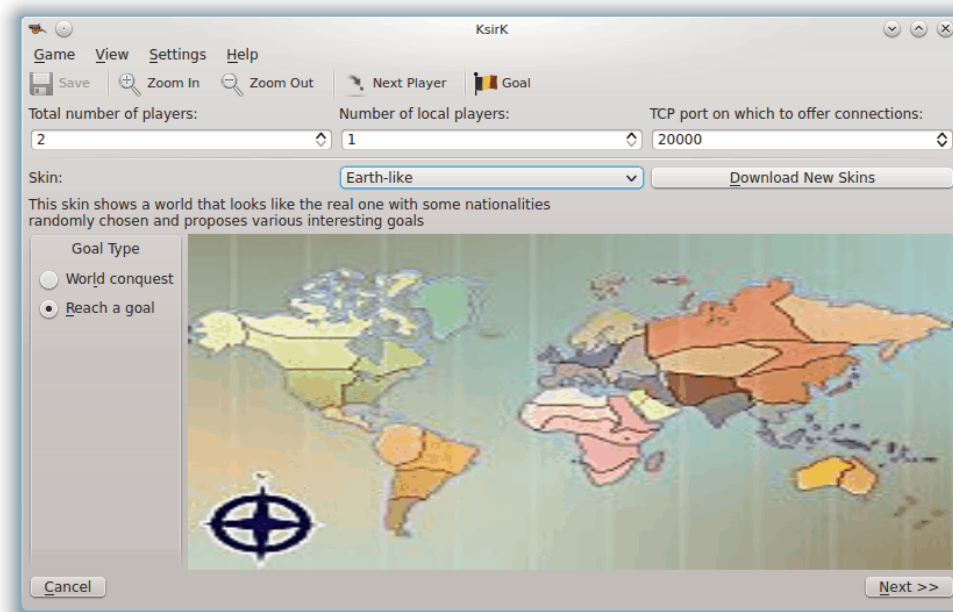 KsirK
Game View Settings Help
Save Zoom In Zoom Out Next Player Goal
Total number of players: Number of local players: TCP port on which to offer connections:
2 1 20000
Skin: Earth-like Download New Skins
This skin shows a world that looks like the real one with some nationalities
randomly chosen and proposes various interesting goals
Goal Type
World conquest
Reach a goal
Cancel Next >>